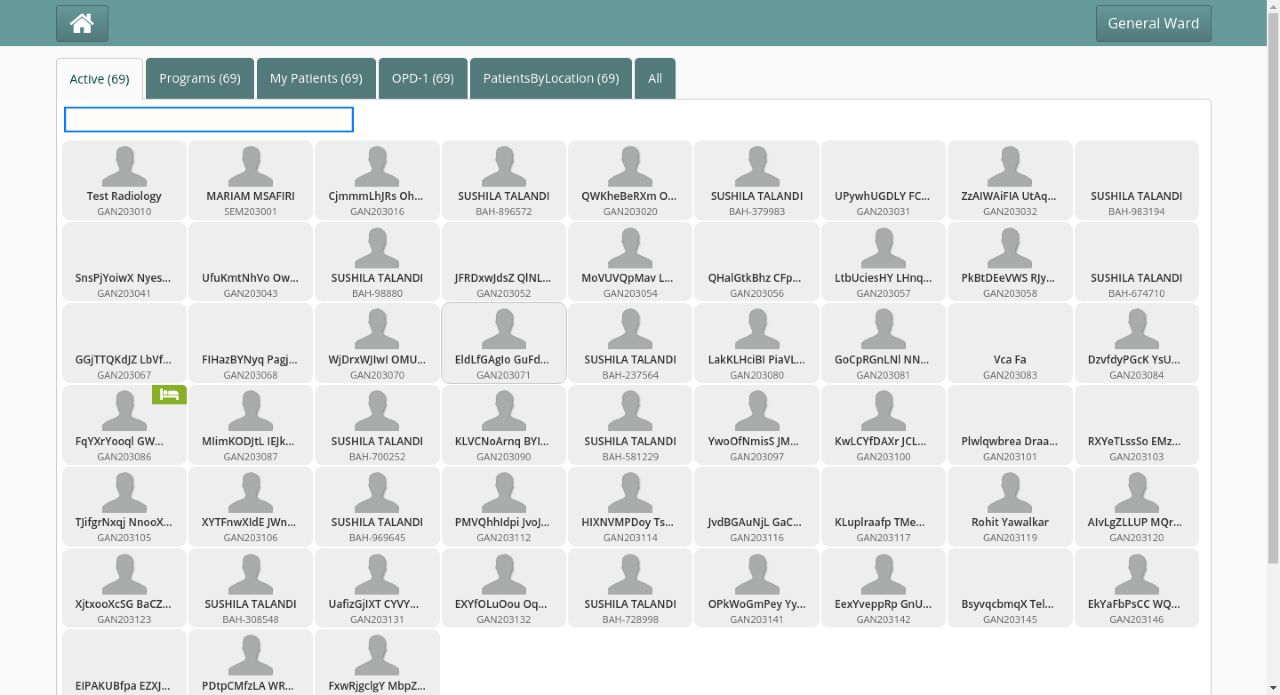 General Ward
Active (69)
Programs (69)
My Patients (69)
OPD-1 (69)
PatientsByLocation (69)
All
Test Radiology
GAN203010
MARIAM MSAFIRI
SEM203001
CjmmmLhJRs Oh...
GAN203016
SUSHILA TALANDI
BAH-896572
QWKheBeRXm O...
GAN203020
SUSHILA TALANDI
BAH-379983
UPywhUGDLY FC...
GAN203031
ZzAIWAiFIA UtAq...
GAN203032
SUSHILA TALANDI
BAH-983194
SnsPjYoiwX Nyes...
GAN203041
UfuKmtNhVo Ow...
GAN203043
SUSHILA TALANDI
BAH-98880
JFRDxwJdsZ QlNL...
GAN203052
MoVUVQpMav L...
GAN203054
QHalGtkBhz CFp...
GAN203056
LtbUciesHY LHnq...
GAN203057
PkBtDEeVWS RJy...
GAN203058
SUSHILA TALANDI
BAH-674710
GGjTTQKdJZ LbVf...
GAN203067
FIHazBYNyq Pagj...
GAN203068
WjDrxWJIwI OMU...
GAN203070
EldLfGAgIo GuFd...
GAN203071
SUSHILA TALANDI
BAH-237564
LakKLHciBI PiaVL...
GAN203080
GoCpRGnLNl NN...
GAN203081
Vca Fa
GAN203083
DzvfdyPGcK YsU...
GAN203084
FqYXrYooql GW...
GAN203086
MIimKODJtL IEJk...
GAN203087
SUSHILA TALANDI
BAH-700252
KLVCNoArnq BYI...
GAN203090
SUSHILA TALANDI
BAH-581229
YwoOfNmisS JM...
GAN203097
KwLCYfDAXr JCL...
GAN203100
Plwlqwbrea Draa...
GAN203101
RXYeTLssSo EMz...
GAN203103
TJifgrNxqj NnooX...
GAN203105
XYTFnwXIdE JWn...
GAN203106
SUSHILA TALANDI
BAH-969645
PMVQhhIdpi JvoJ...
GAN203112
HIXNVMPDoy Ts...
GAN203114
JvdBGAuNjL GaC...
GAN203116
KLuplraafp TMe...
GAN203117
Rohit Yawalkar
GAN203119
AIvLgZLLUP MQr...
GAN203120
XjtxooXcSG BaCZ...
GAN203123
SUSHILA TALANDI
BAH-308548
UafizGjIXT CYVY...
GAN203131
EXYfOLuOou Oq...
GAN203132
SUSHILA TALANDI
BAH-728998
OPkWoGmPey Yy...
GAN203141
EexYveppRp GnU...
GAN203142
BsyvqcbmqX Tel...
GAN203145
EkYaFbPsCC WQ...
GAN203146
EIPAKUBfpa EZXJ...
PDtpCMfzLA WR...
FxwRjgclgY MbpZ...